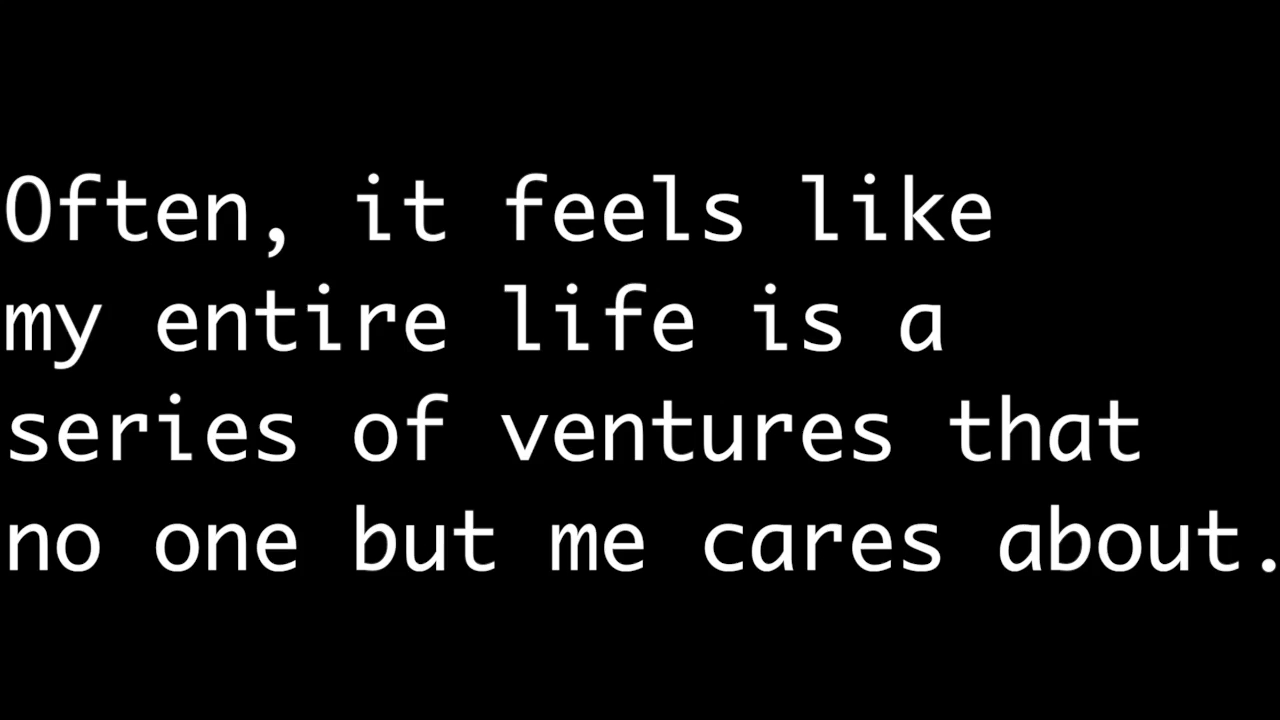 Often, it feels like
my entire life is a
series of ventures that
no one but me cares about.